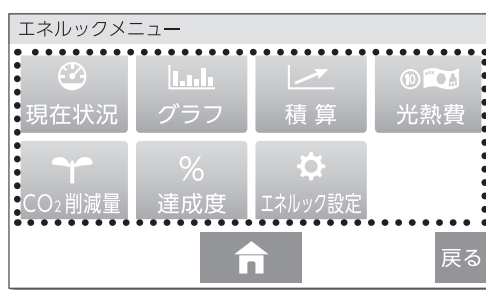 エネルックメニュー
現在状況 グラフ 積算 光熱費
CO₂削減量 % 達成度 エネルック設定
戻る